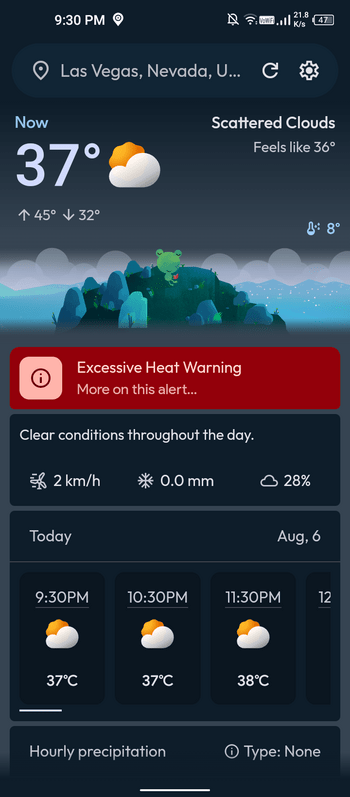 9:30 PM
VoWiFi
21.8
K/s
47
Las Vegas, Nevada, U...
Now
Scattered Clouds
37°
Feels like 36°
↑ 45° ↓ 32°
8°
Excessive Heat Warning
More on this alert...
Clear conditions throughout the day.
2 km/h
0.0 mm
28%
Today
Aug, 6
9:30PM
10:30PM
11:30PM
12
37°C
37°C
38°C
Hourly precipitation
Type: None